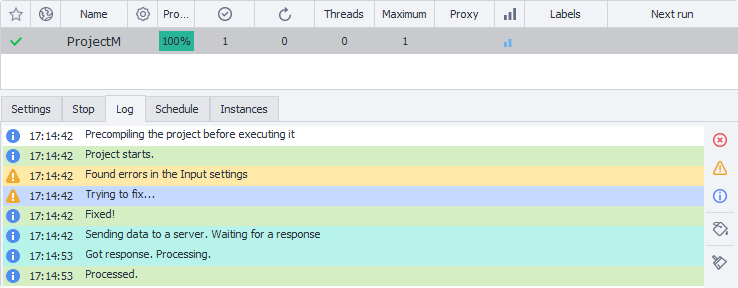 Name Pro... Threads Maximum Proxy Labels Next run
ProjectM 100% 1 0 0 1
Settings Stop Log Schedule Instances
17:14:42 Precompiling the project before executing it
17:14:42 Project starts.
17:14:42 Found errors in the Input settings
17:14:42 Trying to fix...
17:14:42 Fixed!
17:14:42 Sending data to a server. Waiting for a response
17:14:53 Got response. Processing.
17:14:53 Processed.